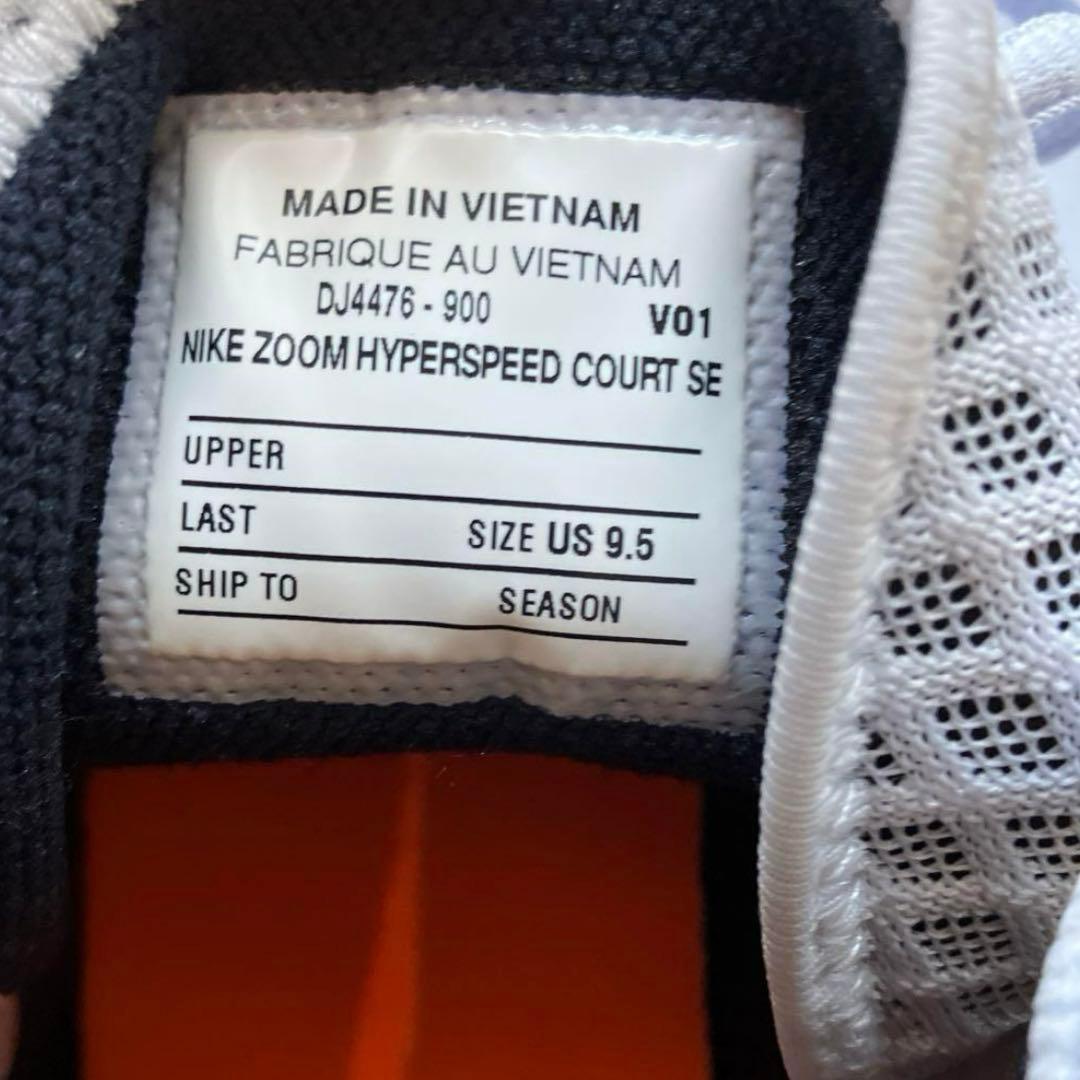 MADE IN VIETNAM
FABRIQUE AU VIETNAM
DJ4476 - 900 V01
NIKE ZOOM HYPERSPEED COURT SE
UPPER
LAST SIZE US 9.5
SHIP TO SEASON